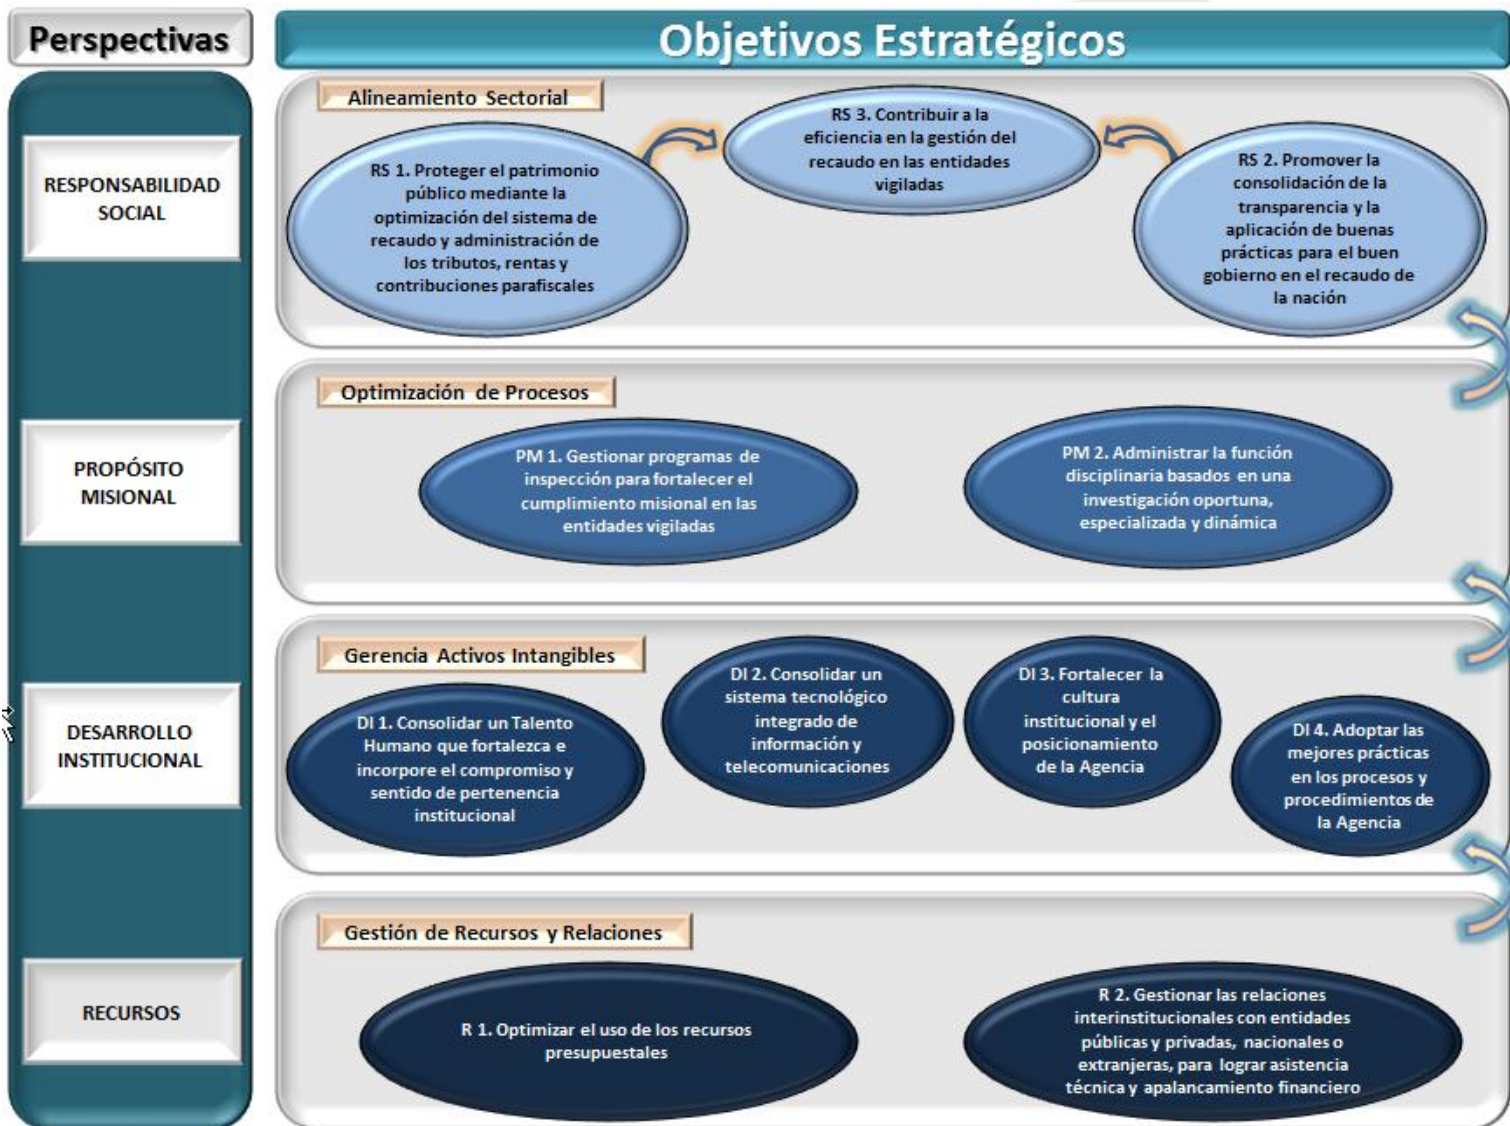 Perspectivas
Objetivos Estratégicos
RESPONSABILIDAD
SOCIAL
Alineamiento Sectorial
RS 1. Proteger el patrimonio
público mediante la
optimización del sistema de
recaudo y administración de
los tributos, rentas y
contribuciones parafiscales
RS 3. Contribuir a la
eficiencia en la gestión del
recaudo en las entidades
vigiladas
RS 2. Promover la
consolidación de la
transparencia y la
aplicación de buenas
prácticas para el buen
gobierno en el recaudo de
la nación
PROPÓSITO
MISIONAL
Optimización de Procesos
PM 1. Gestionar programas de
inspección para fortalecer el
cumplimiento misional en las
entidades vigiladas
PM 2. Administrar la función
disciplinaria basados en una
investigación oportuna,
especializada y dinámica
DESARROLLO
INSTITUCIONAL
Gerencia Activos Intangibles
DI 1. Consolidar un Talento
Humano que fortalezca e
incorpore el compromiso y
sentido de pertenencia
institucional
DI 2. Consolidar un
sistema tecnológico
integrado de
información y
telecomunicaciones
DI 3. Fortalecer la
cultura
institucional y el
posicionamiento
de la Agencia
DI 4. Adoptar las
mejores prácticas
en los procesos y
procedimientos de
la Agencia
RECURSOS
Gestión de Recursos y Relaciones
R 1. Optimizar el uso de los recursos
presupuestales
R 2. Gestionar las relaciones
interinstitucionales con entidades
públicas y privadas, nacionales o
extranjeras, para lograr asistencia
técnica y apalancamiento financiero